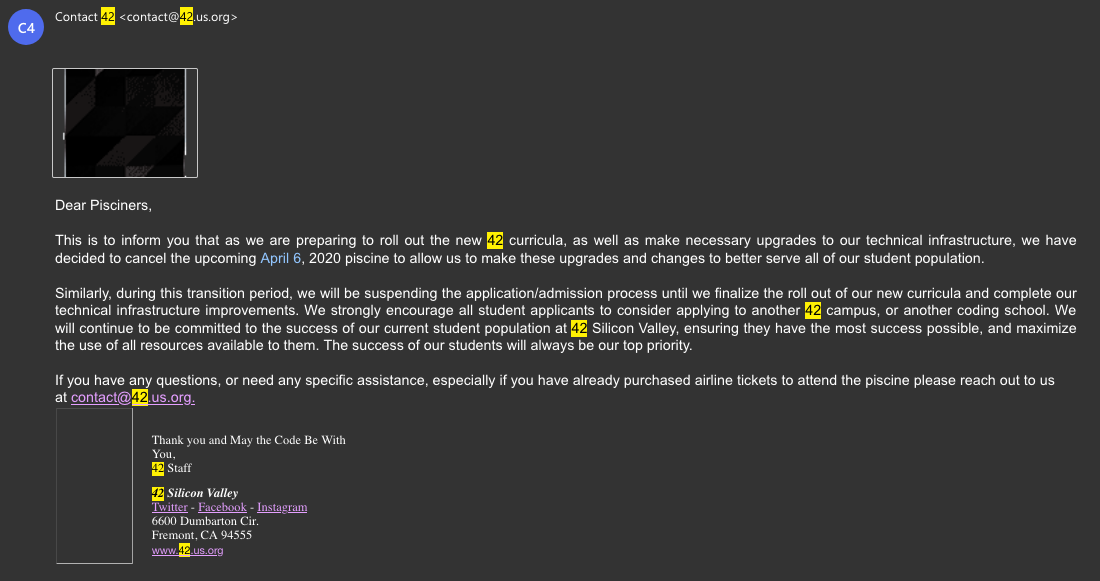 C4
Contact 42 <contact@42.us.org>
Dear Pisciners,
This is to inform you that as we are preparing to roll out the new 42 curricula, as well as make necessary upgrades to our technical infrastructure, we have
decided to cancel the upcoming April 6, 2020 piscine to allow us to make these upgrades and changes to better serve all of our student population.
Similarly, during this transition period, we will be suspending the application/admission process until we finalize the roll out of our new curricula and complete our
technical infrastructure improvements. We strongly encourage all student applicants to consider applying to another 42 campus, or another coding school. We
will continue to be committed to the success of our current student population at 42 Silicon Valley, ensuring they have the most success possible, and maximize
the use of all resources available to them. The success of our students will always be our top priority.
If you have any questions, or need any specific assistance, especially if you have already purchased airline tickets to attend the piscine please reach out to us
at contact@42.us.org.
Thank you and May the Code Be With
You,
42 Staff
42 Silicon Valley
Twitter - Facebook - Instagram
6600 Dumbarton Cir.
Fremont, CA 94555
www.42.us.org